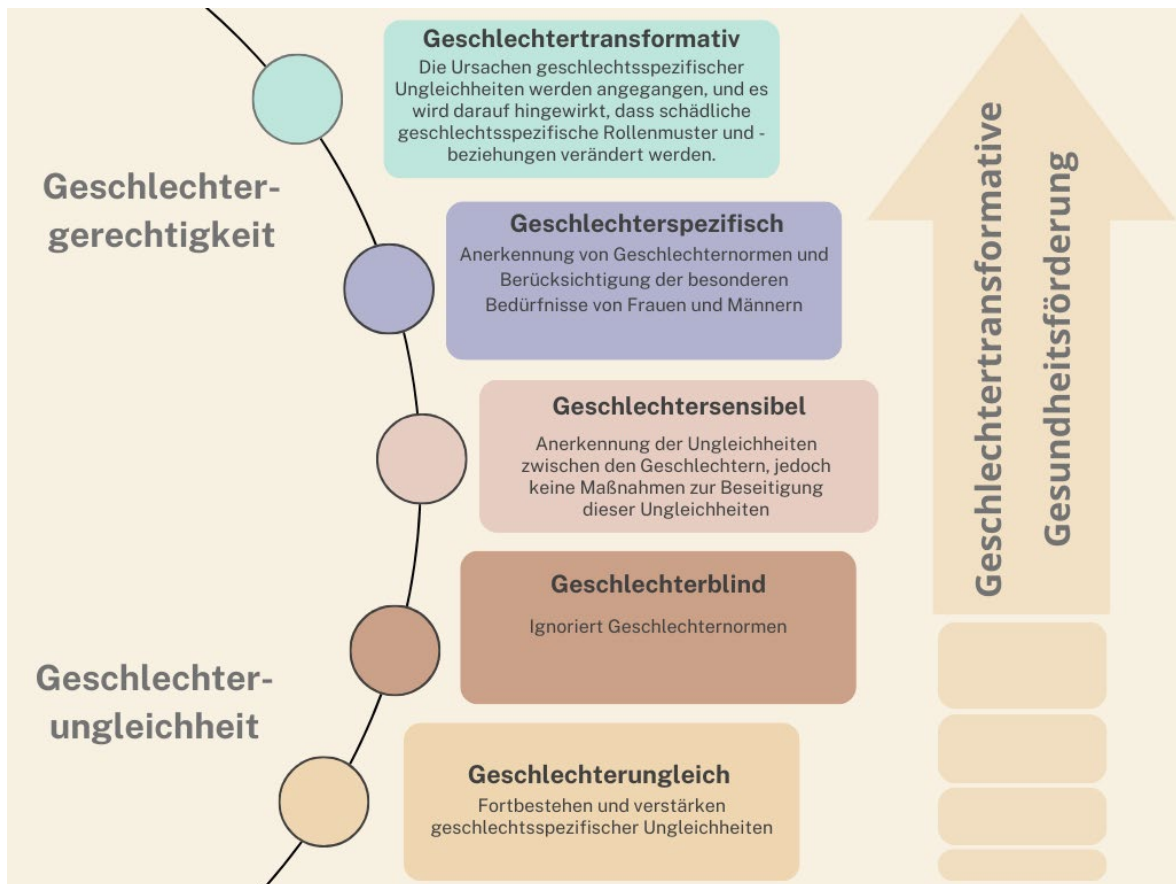 Geschlechtertransformativ
Die Ursachen geschlechtsspezifischer
Ungleichheiten werden angegangen, und es
wird darauf hingewirkt, dass schädliche
geschlechtsspezifische Rollenmuster und -
beziehungen verändert werden.
Geschlechter-
gerechtigkeit
Geschlechterspezifisch
Anerkennung von Geschlechternormen und
Berücksichtigung der besonderen
Bedürfnisse von Frauen und Männern
Geschlechtersensibel
Anerkennung der Ungleichheiten
zwischen den Geschlechtern, jedoch
keine Maßnahmen zur Beseitigung
dieser Ungleichheiten
Geschlechterblind
Ignoriert Geschlechternormen
Geschlechter-
ungleichheit
Geschlechterungleich
Fortbestehen und verstärken
geschlechtsspezifischer Ungleichheiten
Geschlechtertransformative
Gesundheitsförderung